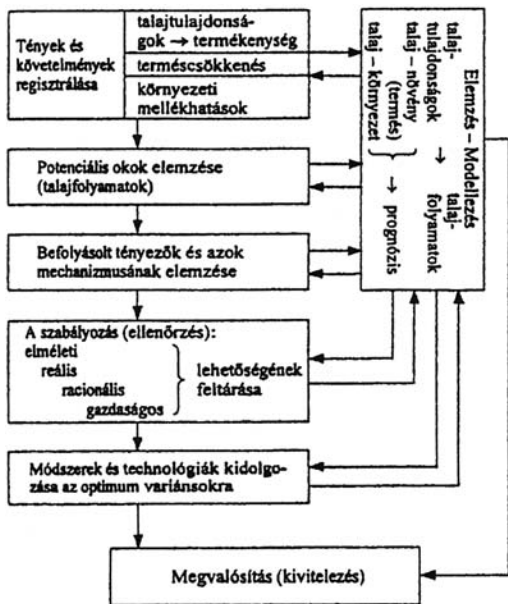 Tények és
követelmények
regisztrálása
talajtulajdonsá-
gok → termékenység
terméscsökkenés
környezeti
mellékhatások
Elemzés – Modellezés
talaj-
tulajdonságok → talaj-
folyamatok
talaj – növény
(termés)
talaj – környezet
} → prognózis
Potenciális okok elemzése
(talajfolyamatok)
Befolyásolt tényezők és azok
mechanizmusának elemzése
A szabályozás (ellenőrzés):
elméleti
reális
racionális
gazdaságos
} lehetőségének
feltárása
Módszerek és technológiák kidolgo-
zása az optimum variánsokra
Megvalósítás (kivitelezés)